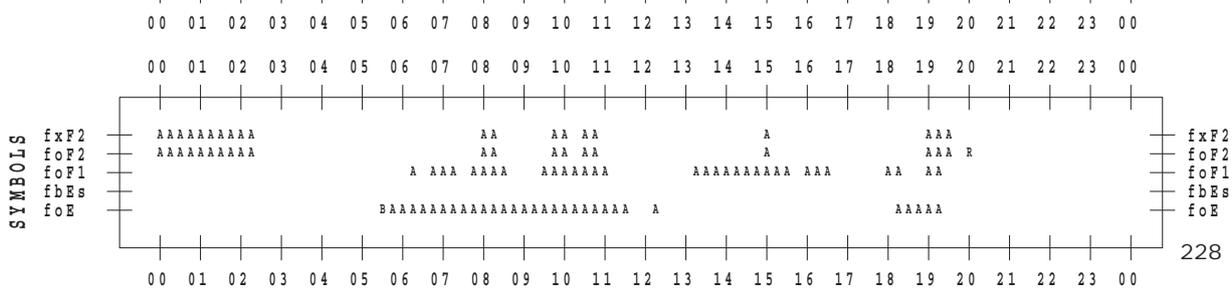 00 01 02 03 04 05 06 07 08 09 10 11 12 13 14 15 16 17 18 19 20 21 22 23 00
00 01 02 03 04 05 06 07 08 09 10 11 12 13 14 15 16 17 18 19 20 21 22 23 00
SYMBOLS
fxF2 AAAAAAAAAA AA AA AA A AAA fxF2
foF2 AAAAAAAAAA AA AA AA A AAA R foF2
foF1 A AAA AAAA AAAAAAA AAAAAAAAAA AAA AA AA foF1
fbEs fbEs
foE BAAAAAAAAAAAAAAAAAAAAAAAA A AAAAA foE
228
00 01 02 03 04 05 06 07 08 09 10 11 12 13 14 15 16 17 18 19 20 21 22 23 00